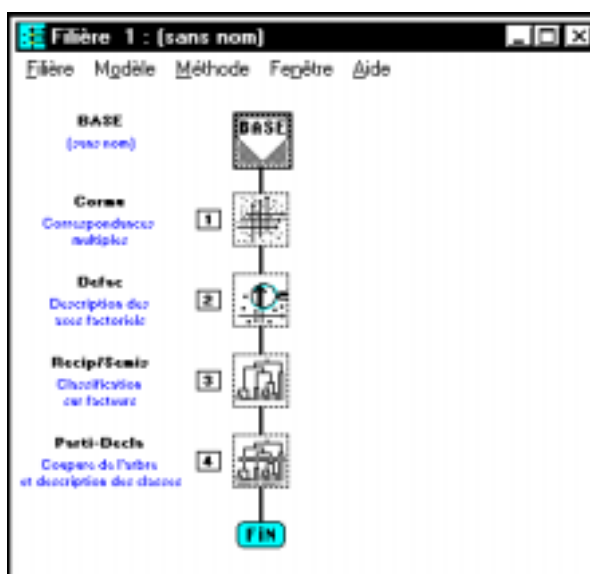 Filière 1 : (sans nom)
Filière Modèle Méthode Fenêtre Aide
BASE
(sans nom)
BASE
Corme
Correspondances
multiples
1
Defac
Description des
axes factoriels
2
Recip/Semis
Classification
sur facteurs
3
Parti-Decla
Coupure de l'arbre
et description des classes
4
FIN